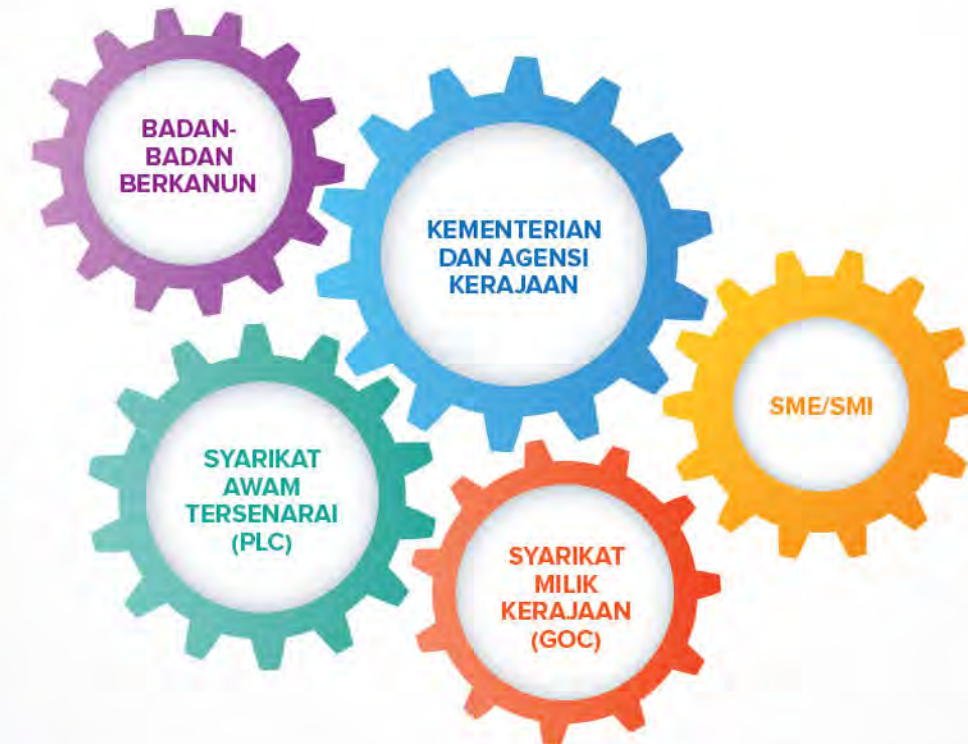 BADAN-
BADAN
BERKANUN
KEMENTERIAN
DAN AGENSI
KERAJAAN
SME/SMI
SYARIKAT
AWAM
TERSENARAI
(PLC)
SYARIKAT
MILIK
KERAJAAN
(GOC)